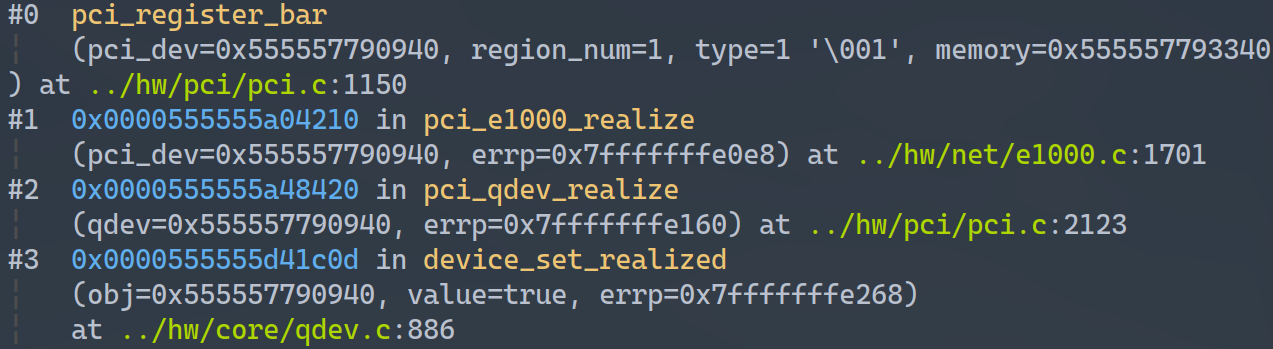 #0  pci_register_bar
    (pci_dev=0x555557790940, region_num=1, type=1 '\001', memory=0x555557793340
) at ../hw/pci/pci.c:1150
#1  0x0000555555a04210 in pci_e1000_realize
    (pci_dev=0x555557790940, errp=0x7fffffffe0e8) at ../hw/net/e1000.c:1701
#2  0x0000555555a48420 in pci_qdev_realize
    (qdev=0x555557790940, errp=0x7fffffffe160) at ../hw/pci/pci.c:2123
#3  0x0000555555d41c0d in device_set_realized
    (obj=0x555557790940, value=true, errp=0x7fffffffe268)
    at ../hw/core/qdev.c:886